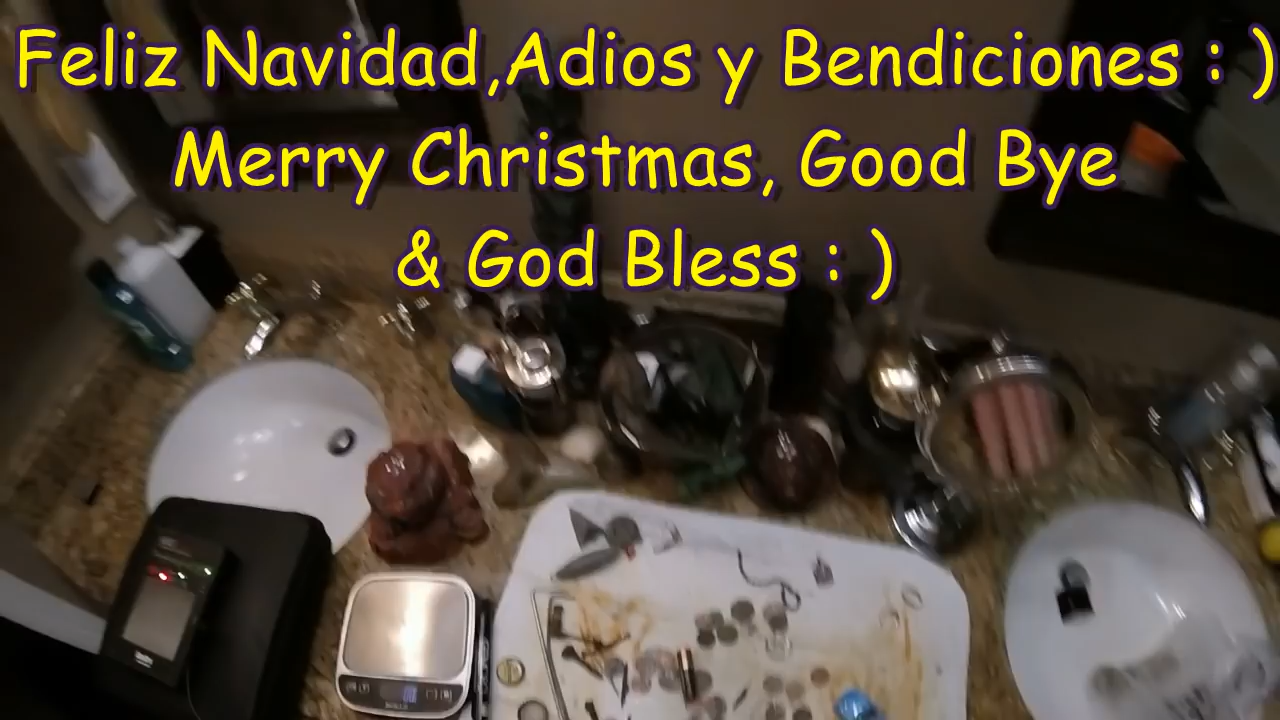 Feliz Navidad,Adios y Bendiciones : )
Merry Christmas, Good Bye
& God Bless : )